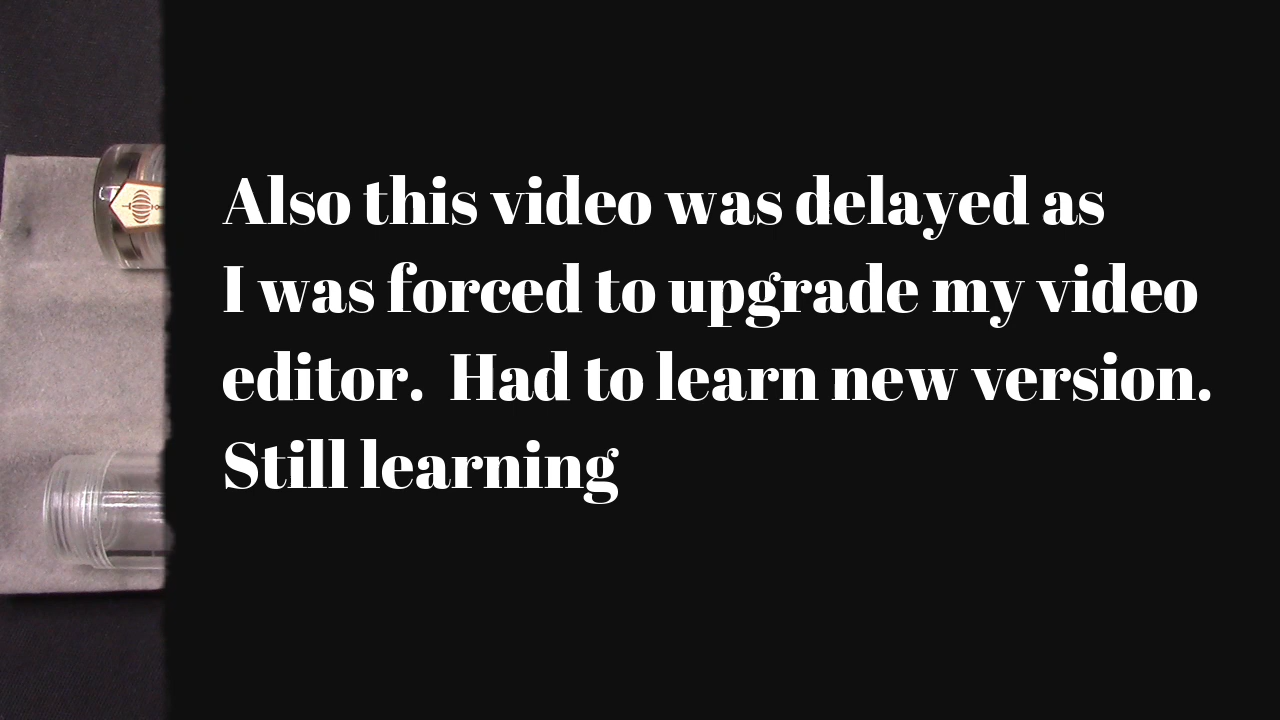 Also this video was delayed as
I was forced to upgrade my video
editor.  Had to learn new version.
Still learning